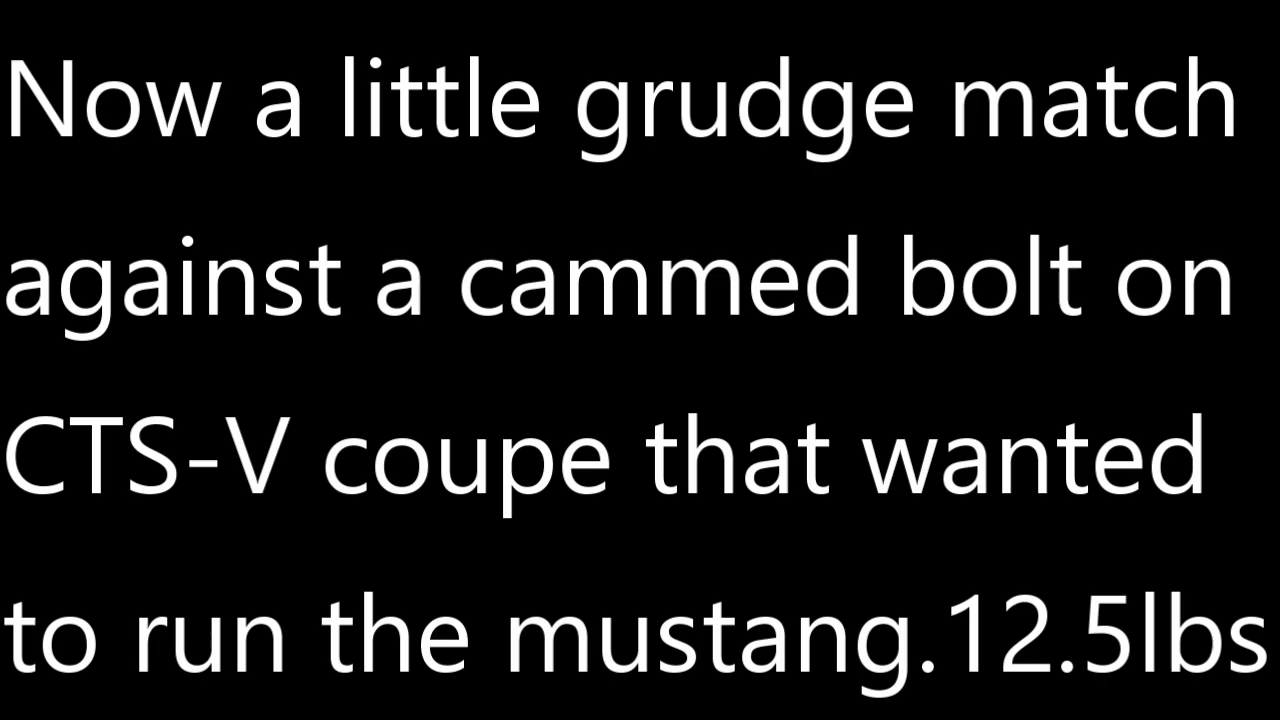 Now a little grudge match
against a cammed bolt on
CTS-V coupe that wanted
to run the mustang.12.5lbs